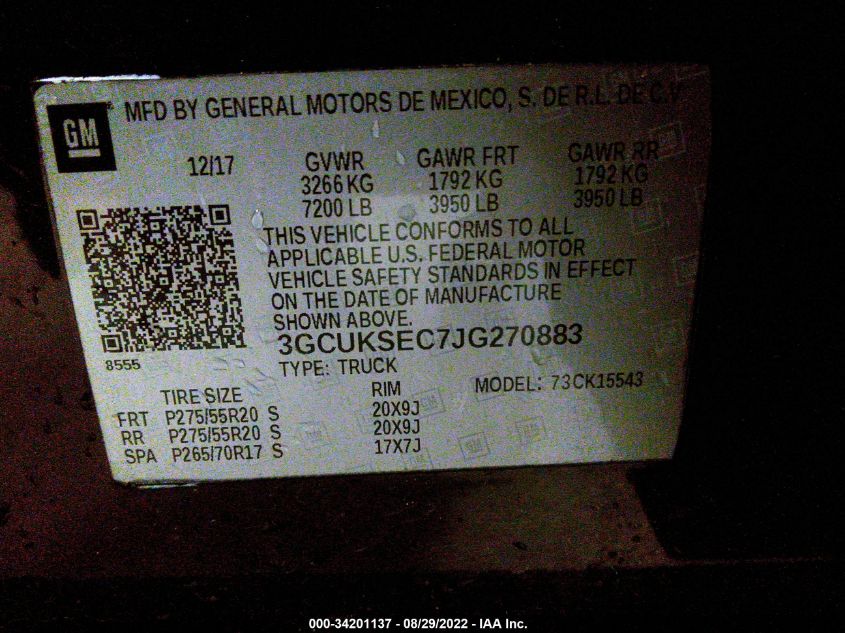 GM
MFD BY GENERAL MOTORS DE MEXICO, S. DE R.L. DE C.V
12/17
GVWR GAWR FRT GAWR RR
3266 KG 1792 KG 1792 KG
7200 LB 3950 LB 3950 LB
THIS VEHICLE CONFORMS TO ALL
APPLICABLE U.S. FEDERAL MOTOR
VEHICLE SAFETY STANDARDS IN EFFECT
ON THE DATE OF MANUFACTURE
SHOWN ABOVE.
3GCUKSEC7JG270883
8555
TYPE: TRUCK
TIRE SIZE RIM MODEL: 73CK15543
FRT P275/55R20 S 20X9J
RR P275/55R20 S 20X9J
SPA P265/70R17 S 17X7J
000-34201137 - 08/29/2022 - IAA Inc.